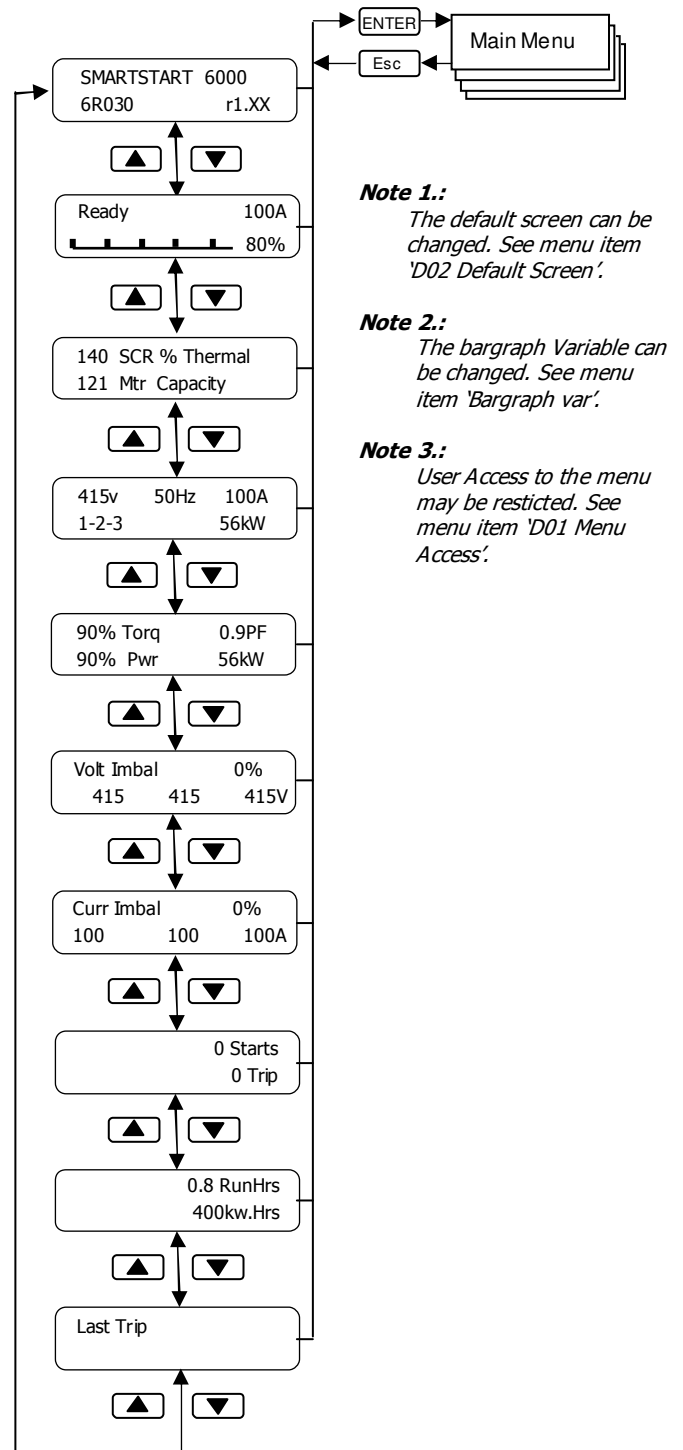 ENTER
Main Menu
Esc
SMARTSTART 6000
6R030 r1.XX
Ready 100A
80%
140 SCR % Thermal
121 Mtr Capacity
415v 50Hz 100A
1-2-3 56kW
90% Torq 0.9PF
90% Pwr 56kW
Volt Imbal 0%
415 415 415V
Curr Imbal 0%
100 100 100A
0 Starts
0 Trip
0.8 RunHrs
400kw.Hrs
Last Trip
Note 1.:
The default screen can be
changed. See menu item
‘D02 Default Screen’.
Note 2.:
The bargraph Variable can
be changed. See menu
item ‘Bargraph var’.
Note 3.:
User Access to the menu
may be resticted. See
menu item ‘D01 Menu
Access’.